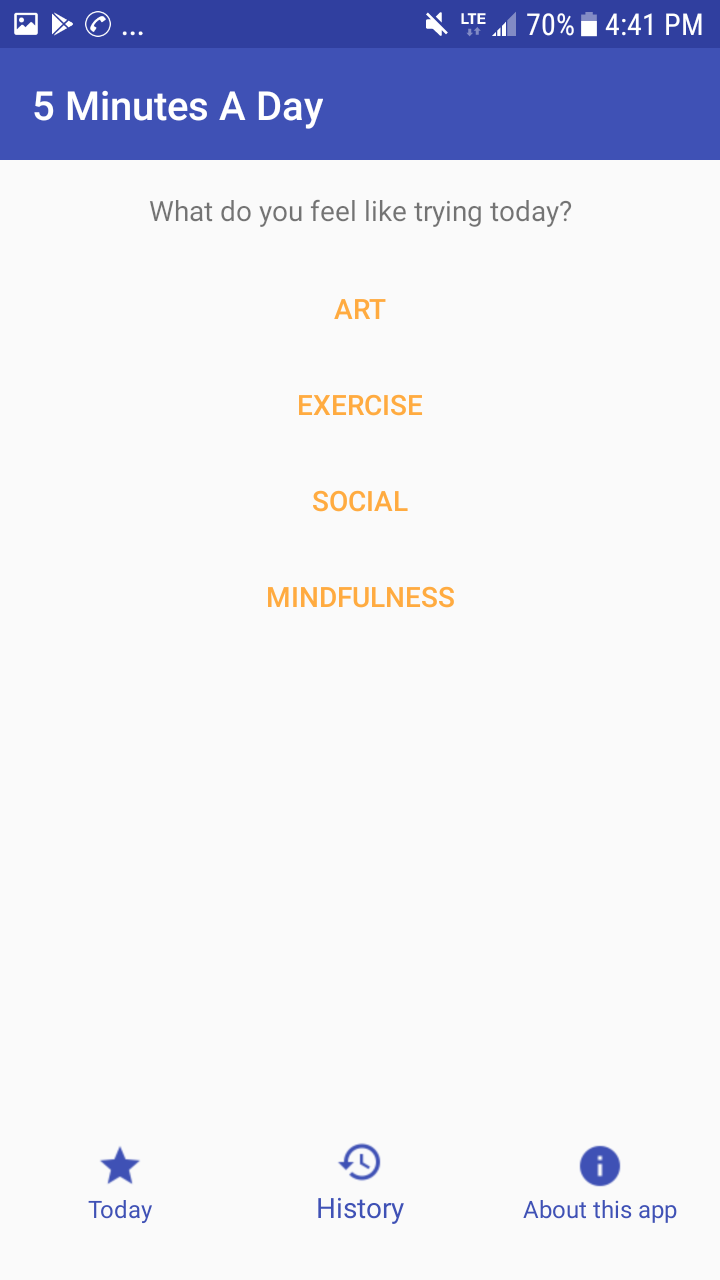 ... LTE 70% 4:41 PM
5 Minutes A Day
What do you feel like trying today?
ART
EXERCISE
SOCIAL
MINDFULNESS
Today History About this app